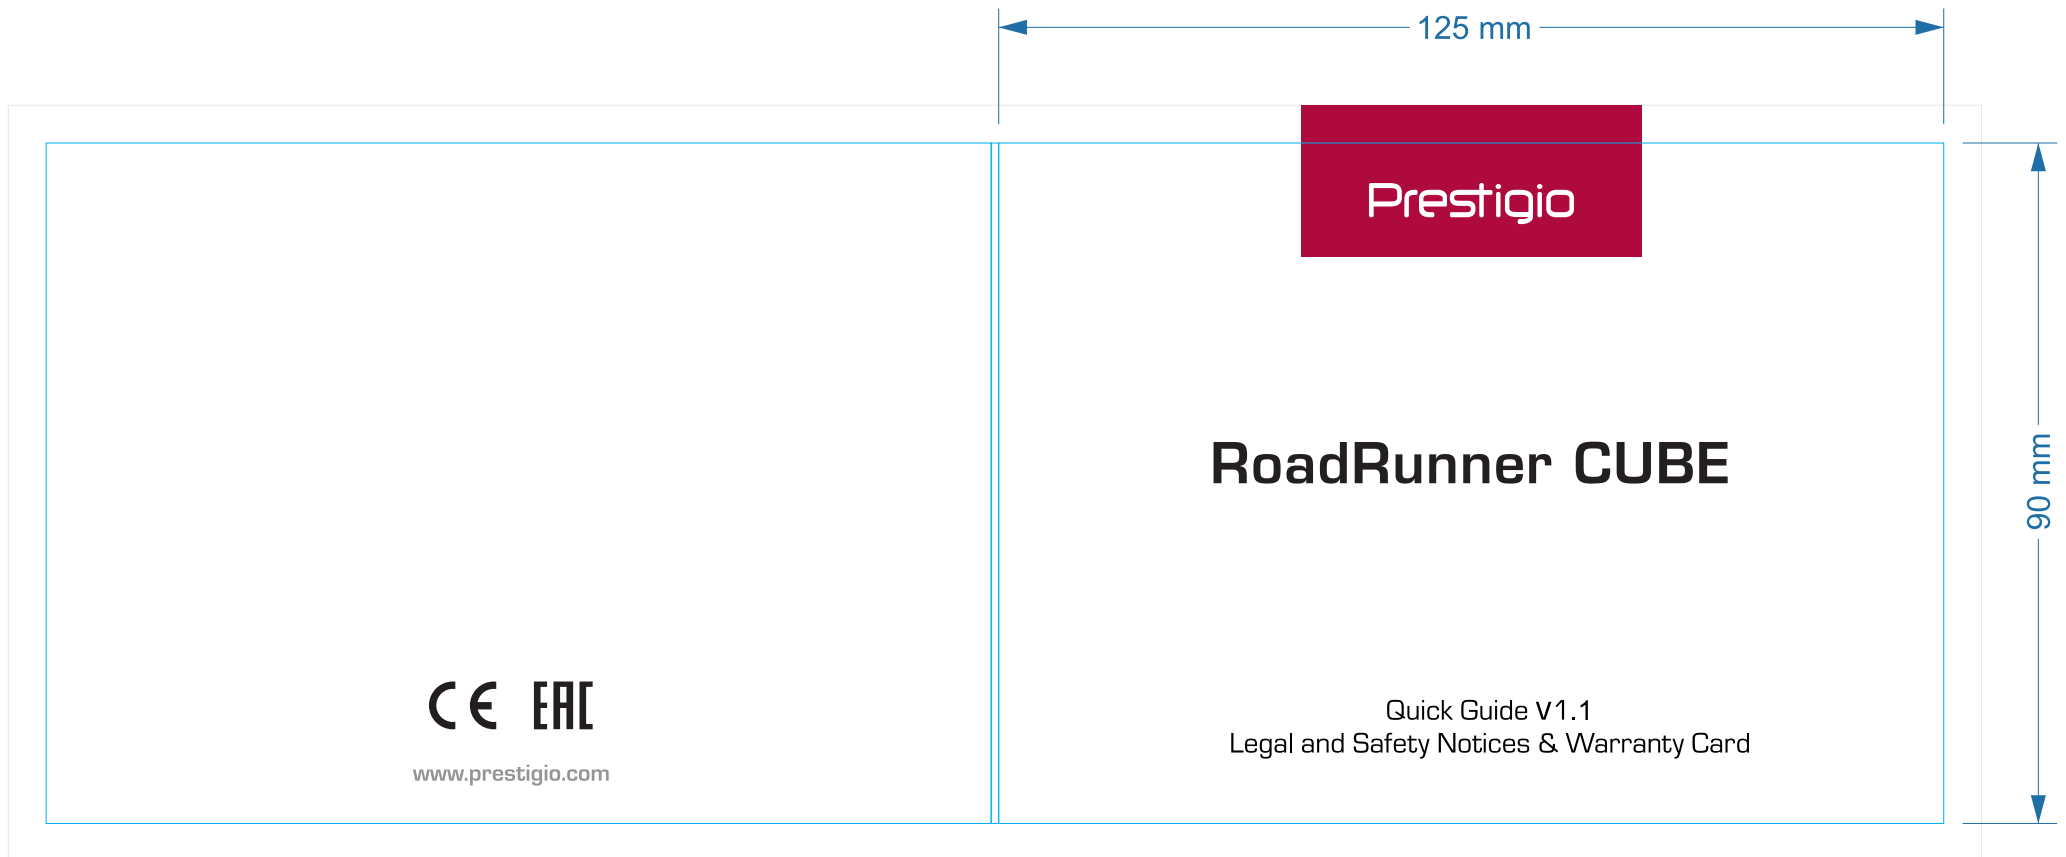 125 mm
Prestigio
RoadRunner CUBE
90 mm
Quick Guide v1.1
Legal and Safety Notices & Warranty Card
CE EAC
www.prestigio.com